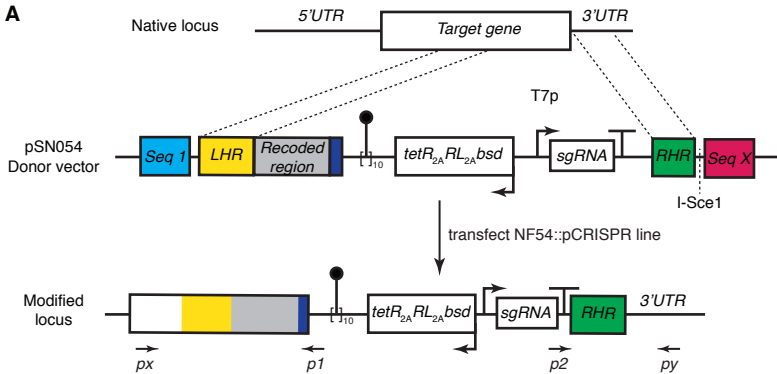 A
Native locus
5'UTR
Target gene
3'UTR
T7p
pSN054
Donor vector
Seq 1
LHR
Recoded
region
[ ]10
tetR2ARL2Absd
sgRNA
RHR
Seq X
I-Sce1
transfect NF54::pCRISPR line
Modified
locus
[ ]10
tetR2ARL2Absd
sgRNA
RHR
3'UTR
px
p1
p2
py